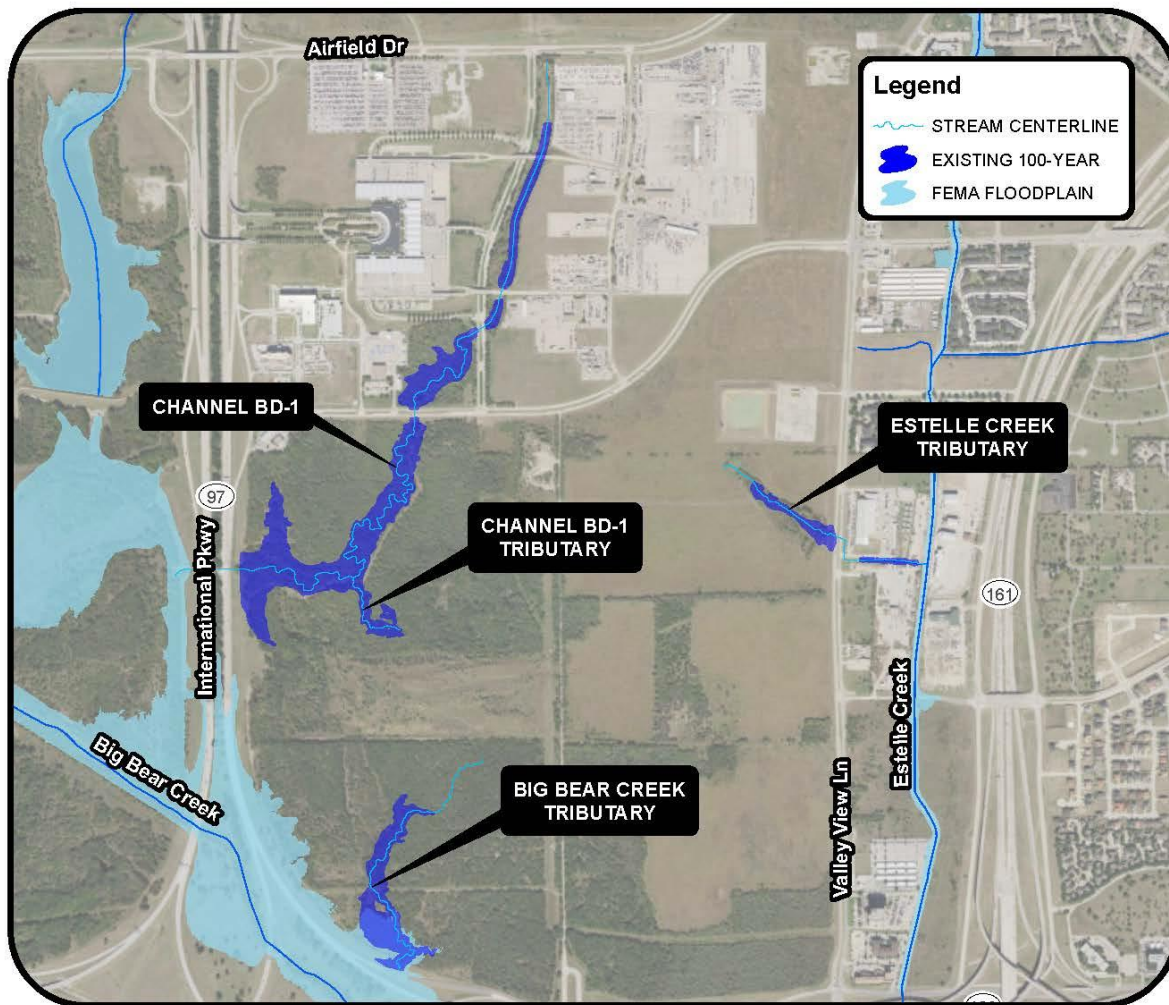 Airfield Dr
Legend
STREAM CENTERLINE
EXISTING 100-YEAR
FEMA FLOODPLAIN
CHANNEL BD-1
ESTELLE CREEK
TRIBUTARY
97
CHANNEL BD-1
TRIBUTARY
International Pkwy
161
Big Bear Creek
BIG BEAR CREEK
TRIBUTARY
Valley View Ln
Estelle Creek